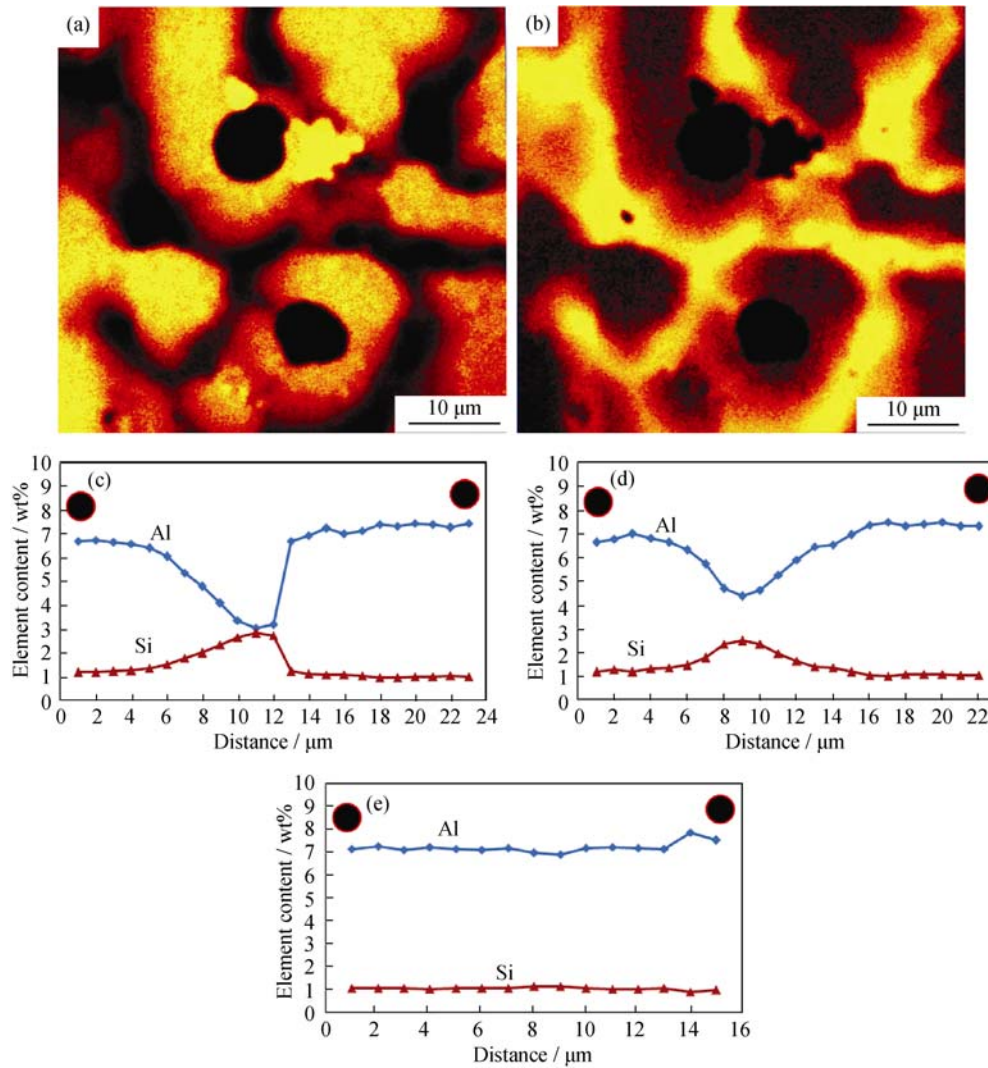 (a)
(b)
10 μm
10 μm
10
9
8
7
6
5
4
3
2
1
0
Element content / wt%
(c)
Al
Si
0 2 4 6 8 10 12 14 16 18 20 22 24
Distance / μm
10
9
8
7
6
5
4
3
2
1
0
Element content / wt%
(d)
Al
Si
0 2 4 6 8 10 12 14 16 18 20 22
Distance / μm
10
9
8
7
6
5
4
3
2
1
0
Element content / wt%
(e)
Al
Si
0 2 4 6 8 10 12 14 16
Distance / μm